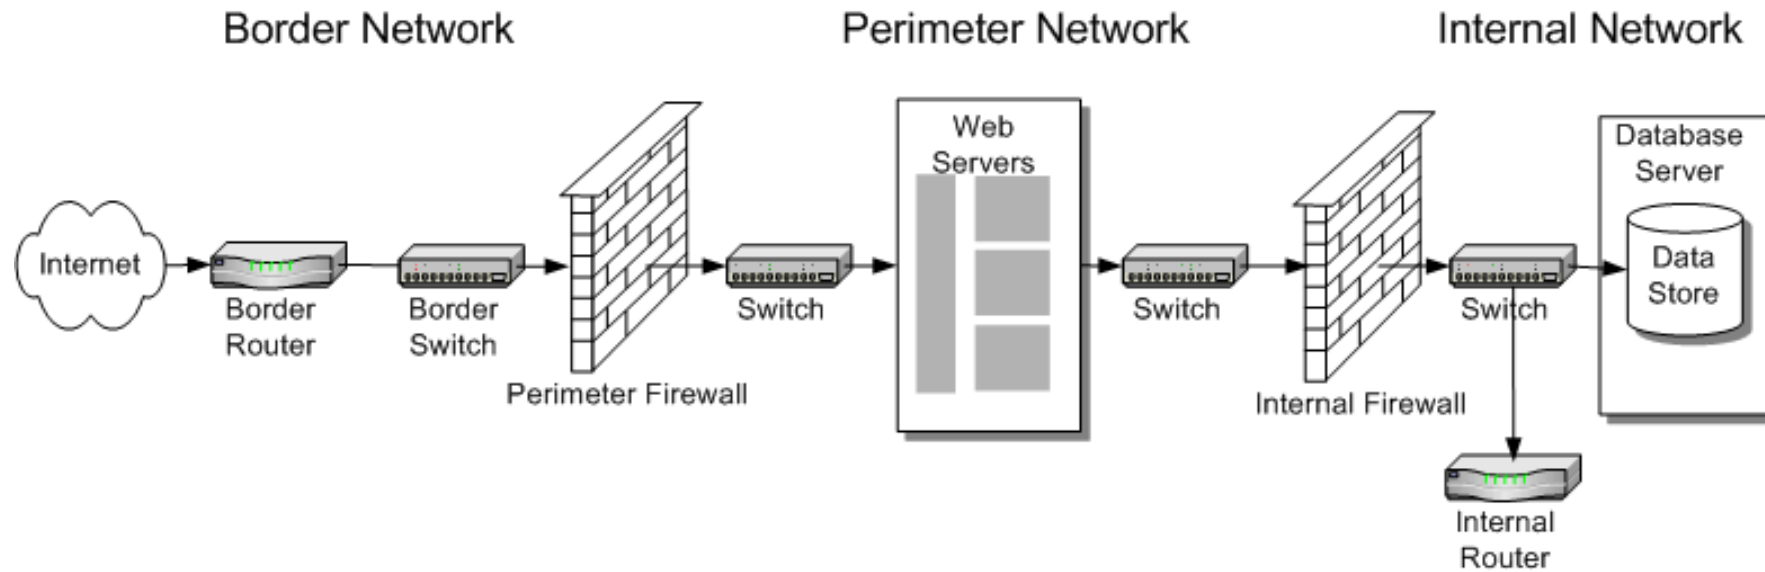 Border Network
Perimeter Network
Internal Network
Internet
Border
Router
Border
Switch
Perimeter Firewall
Switch
Web
Servers
Switch
Internal Firewall
Switch
Database
Server
Data
Store
Internal
Router